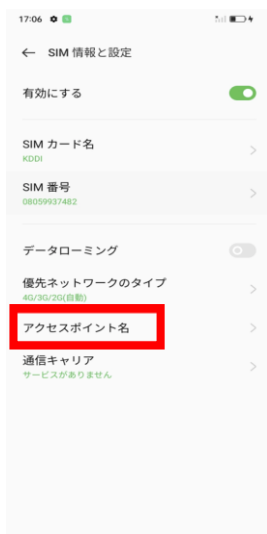 17:06
← SIM 情報と設定
有効にする
SIM カード名
KDDI
SIM 番号
08059937482
データローミング
優先ネットワークのタイプ
4G/3G/2G(自動)
アクセスポイント名
通信キャリア
サービスがありません